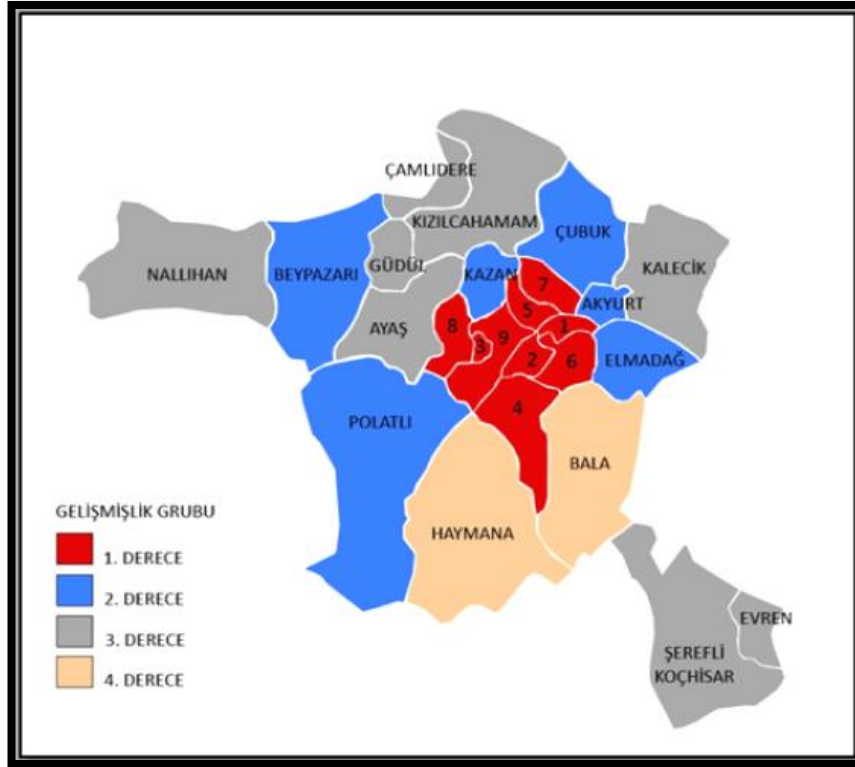 ÇAMLIDERE
KIZILCAHAMAM
ÇUBUK
NALLIHAN
BEYPAZARI
GÜDÜL
KAZAN
KALECİK
7
AKYURT
5
AYAŞ
8
9
1
3
2
6
ELMADAĞ
4
POLATLI
BALA
HAYMANA
GELİŞMİŞLİK GRUBU
1. DERECE
2. DERECE
3. DERECE
4. DERECE
EVREN
ŞEREFLİ
KOÇHİSAR